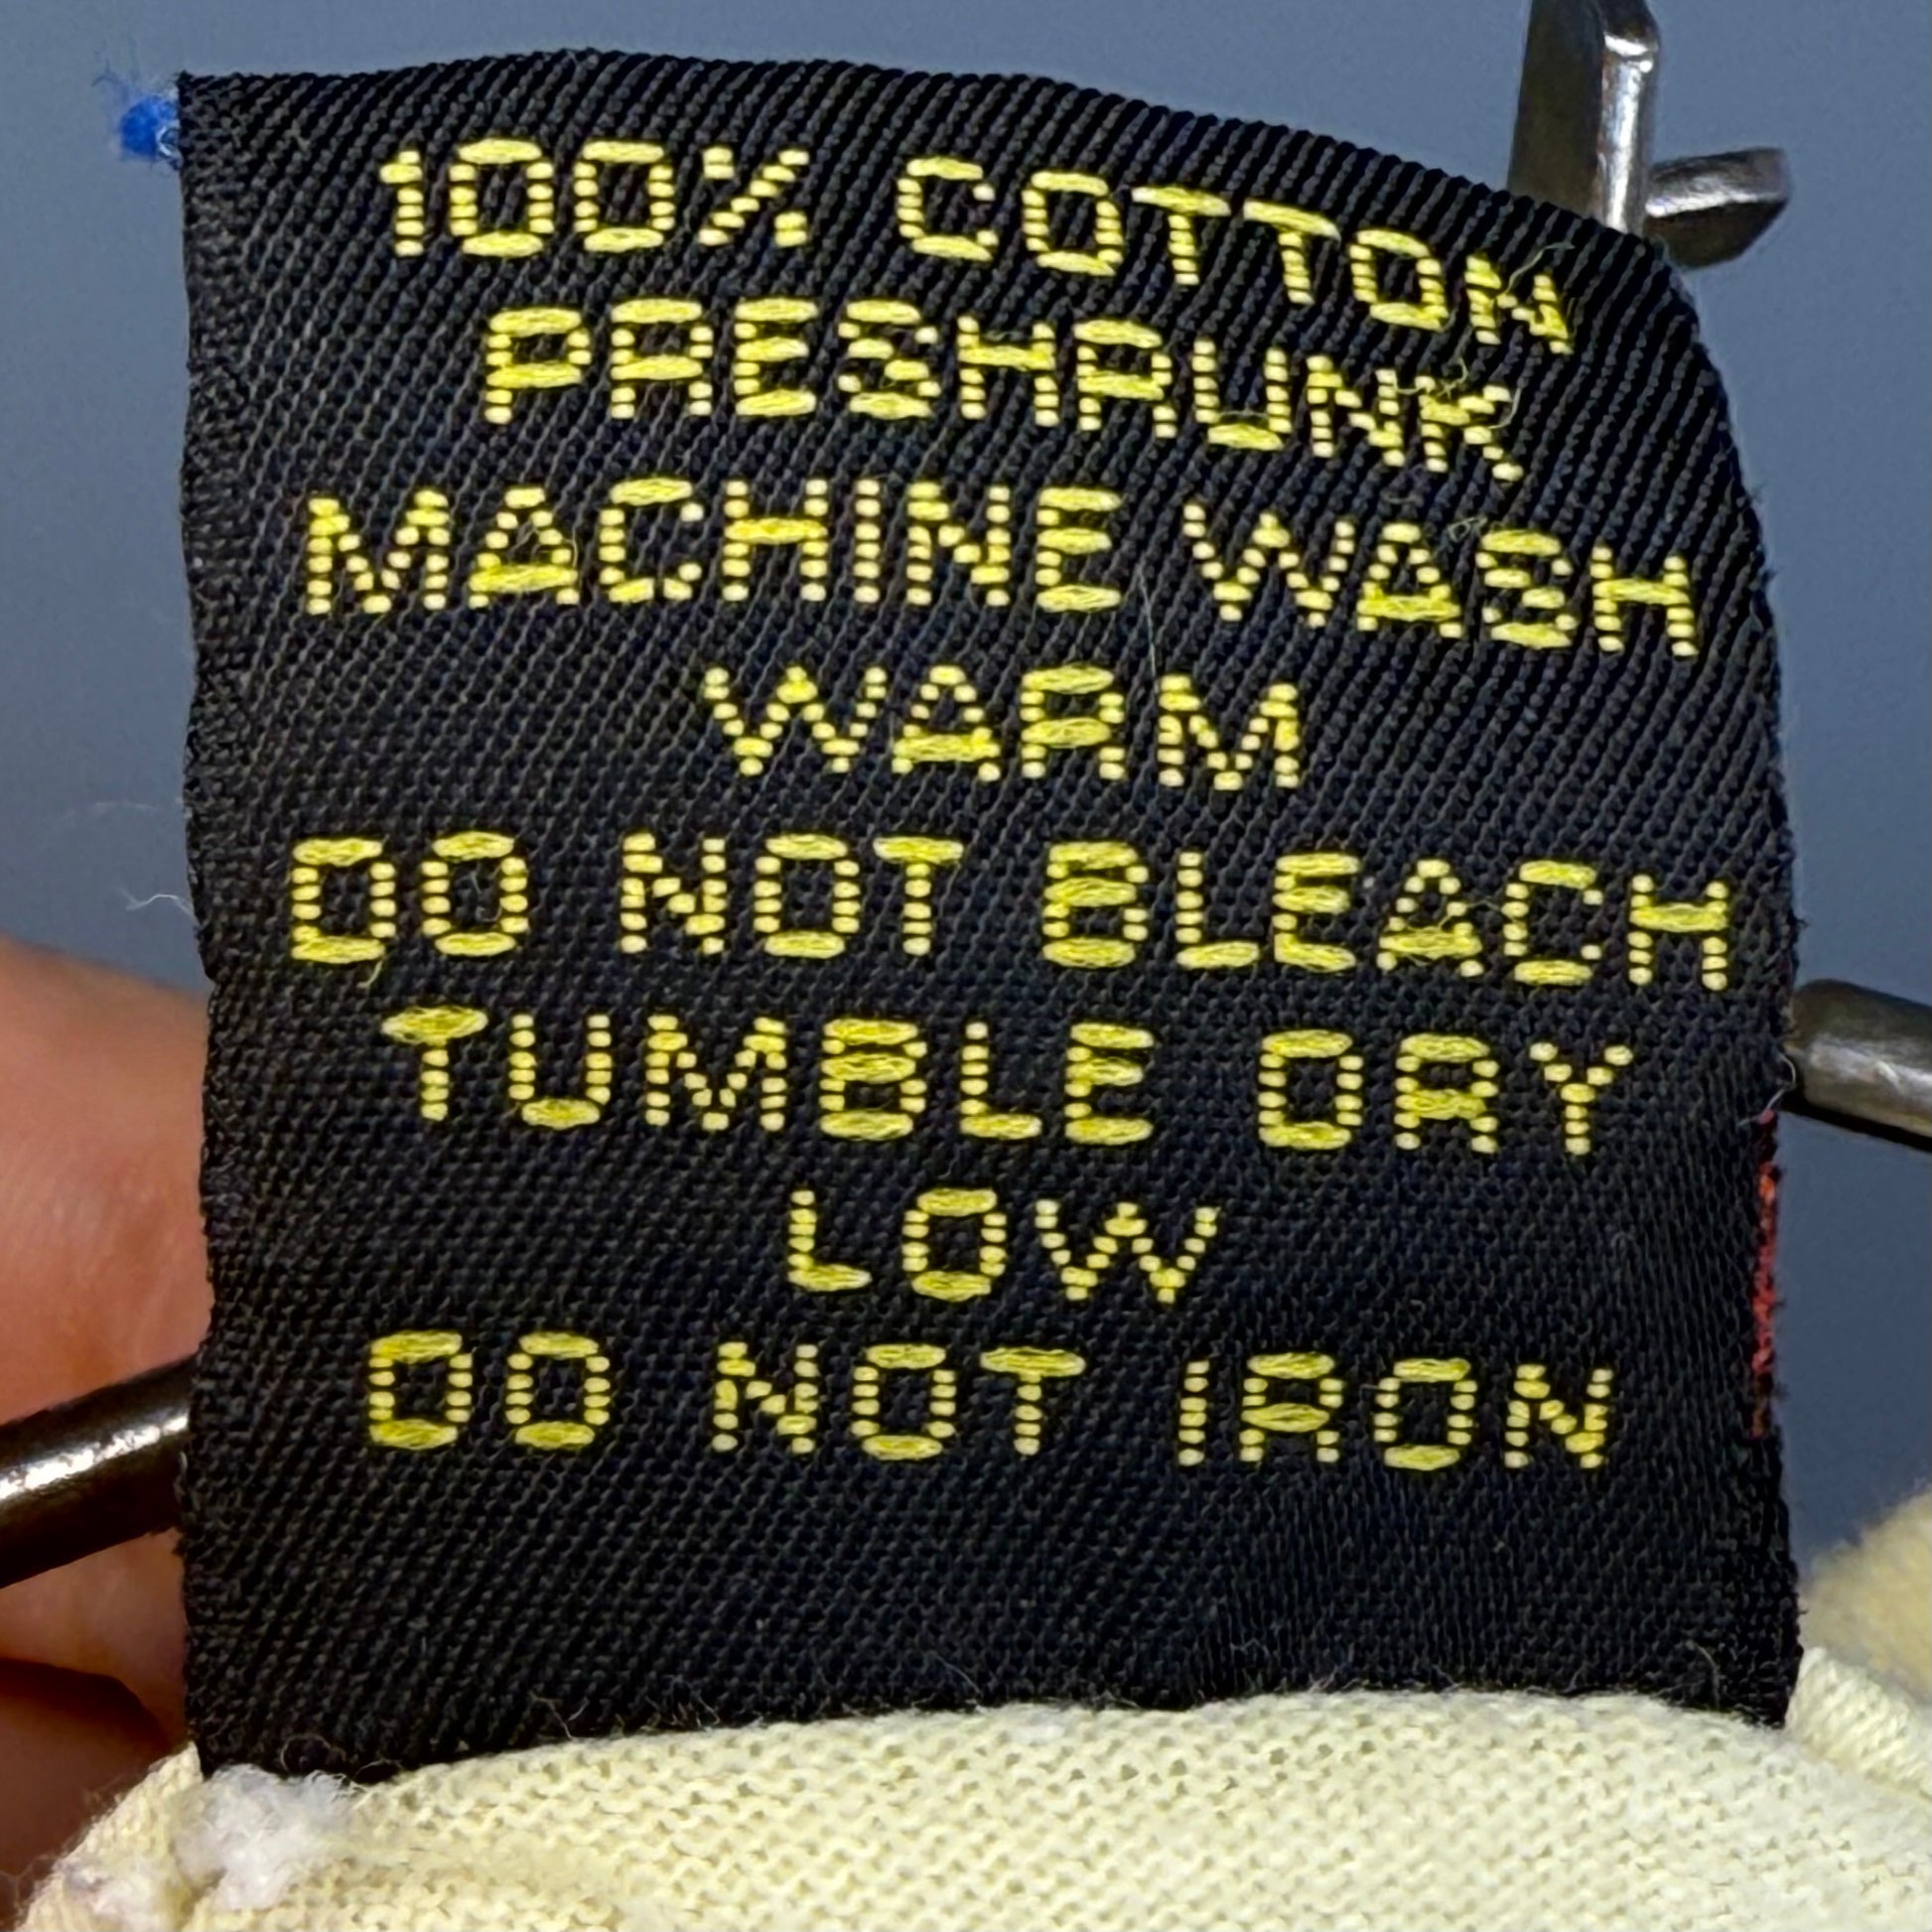 100% COTTON
PRESHRUNK
MACHINE WASH
WARM
DO NOT BLEACH
TUMBLE DRY
LOW
DO NOT IRON